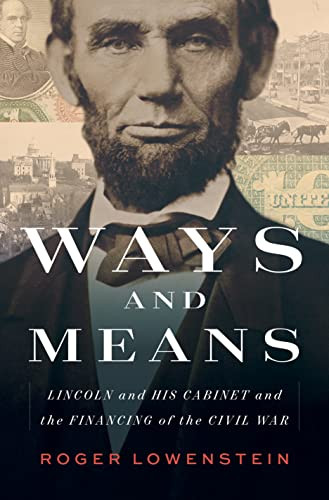 WAYS
AND
MEANS
LINCOLN and HIS CABINET and
the FINANCING of the CIVIL WAR
ROGER LOWENSTEIN